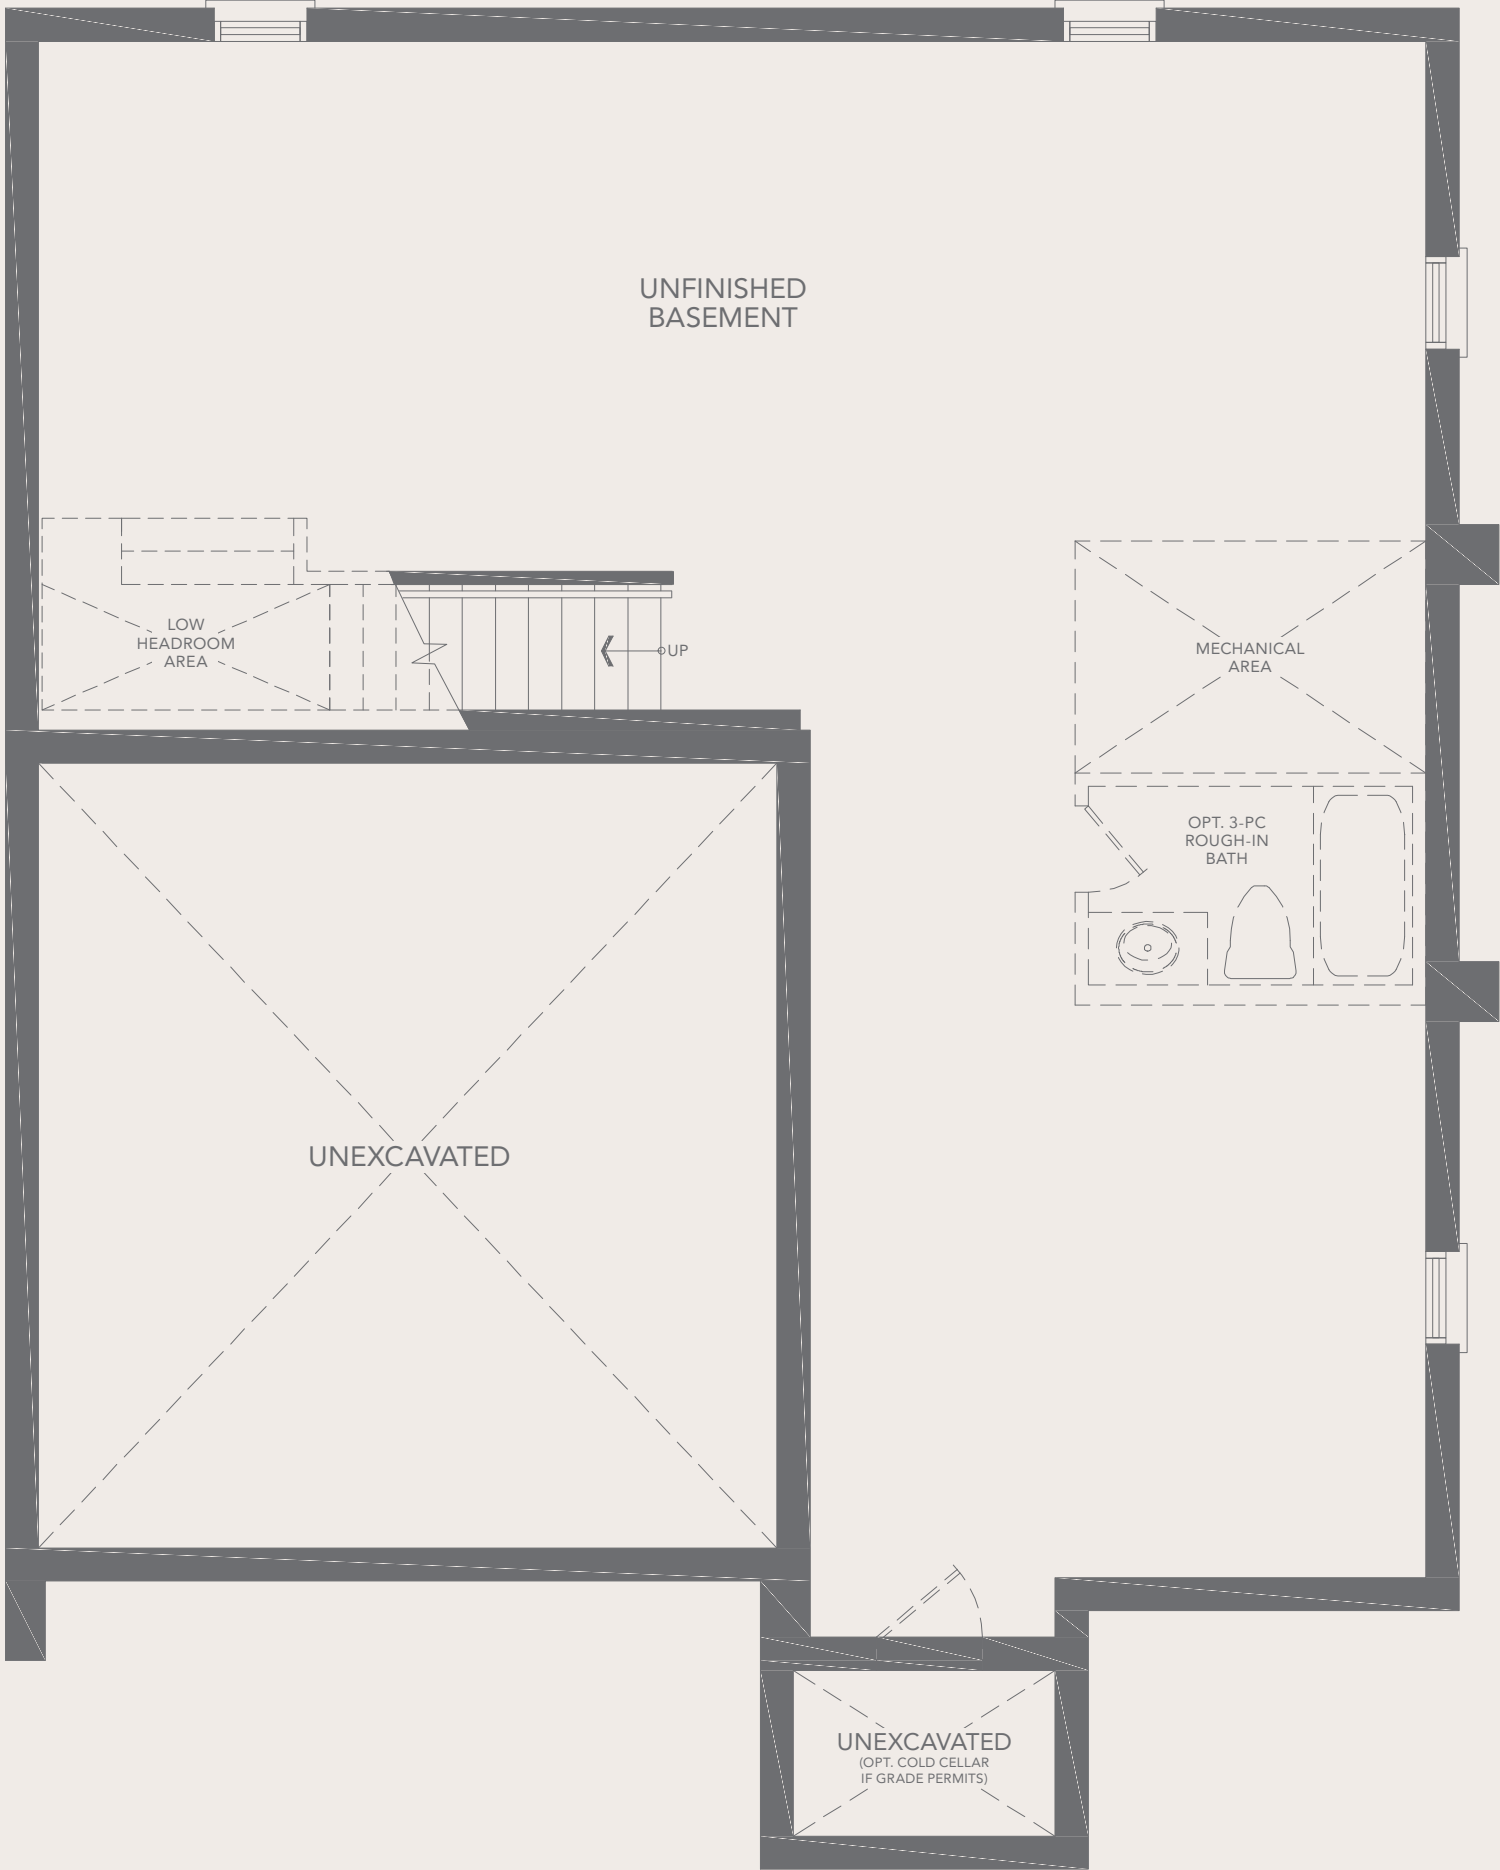 UNFINISHED
BASEMENT
LOW
HEADROOM
AREA
UP
MECHANICAL
AREA
OPT. 3-PC
ROUGH-IN
BATH
UNEXCAVATED
UNEXCAVATED
(OPT. COLD CELLAR
IF GRADE PERMITS)